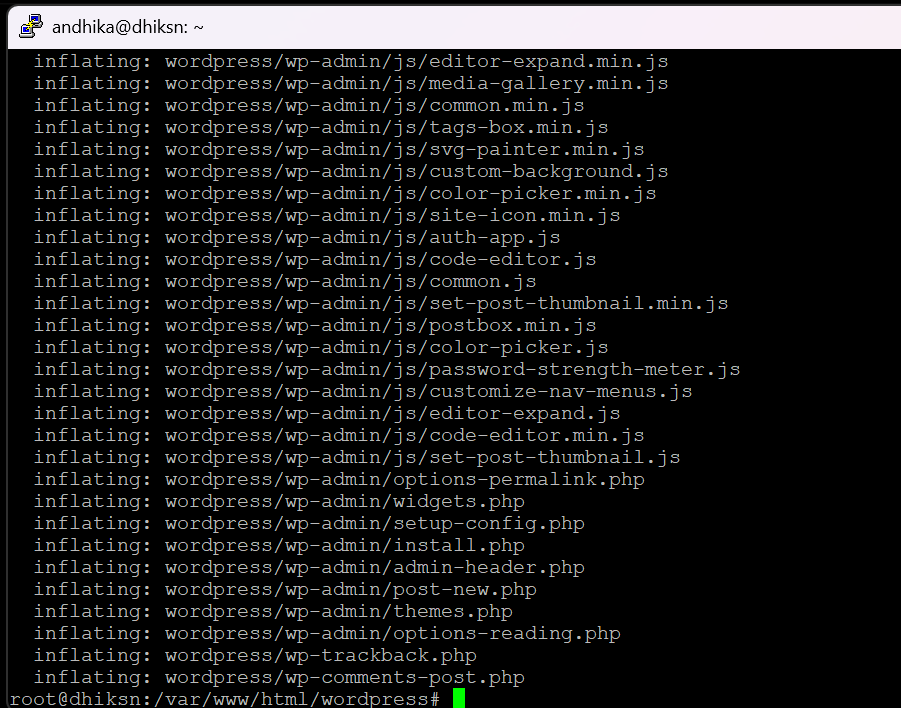 andhika@dhiksn: ~
inflating: wordpress/wp-admin/js/editor-expand.min.js
inflating: wordpress/wp-admin/js/media-gallery.min.js
inflating: wordpress/wp-admin/js/common.min.js
inflating: wordpress/wp-admin/js/tags-box.min.js
inflating: wordpress/wp-admin/js/svg-painter.min.js
inflating: wordpress/wp-admin/js/custom-background.js
inflating: wordpress/wp-admin/js/color-picker.min.js
inflating: wordpress/wp-admin/js/site-icon.min.js
inflating: wordpress/wp-admin/js/auth-app.js
inflating: wordpress/wp-admin/js/code-editor.js
inflating: wordpress/wp-admin/js/common.js
inflating: wordpress/wp-admin/js/set-post-thumbnail.min.js
inflating: wordpress/wp-admin/js/postbox.min.js
inflating: wordpress/wp-admin/js/color-picker.js
inflating: wordpress/wp-admin/js/password-strength-meter.js
inflating: wordpress/wp-admin/js/customize-nav-menus.js
inflating: wordpress/wp-admin/js/editor-expand.js
inflating: wordpress/wp-admin/js/code-editor.min.js
inflating: wordpress/wp-admin/js/set-post-thumbnail.js
inflating: wordpress/wp-admin/options-permalink.php
inflating: wordpress/wp-admin/widgets.php
inflating: wordpress/wp-admin/setup-config.php
inflating: wordpress/wp-admin/install.php
inflating: wordpress/wp-admin/admin-header.php
inflating: wordpress/wp-admin/post-new.php
inflating: wordpress/wp-admin/themes.php
inflating: wordpress/wp-admin/options-reading.php
inflating: wordpress/wp-trackback.php
inflating: wordpress/wp-comments-post.php
root@dhiksn:/var/www/html/wordpress#